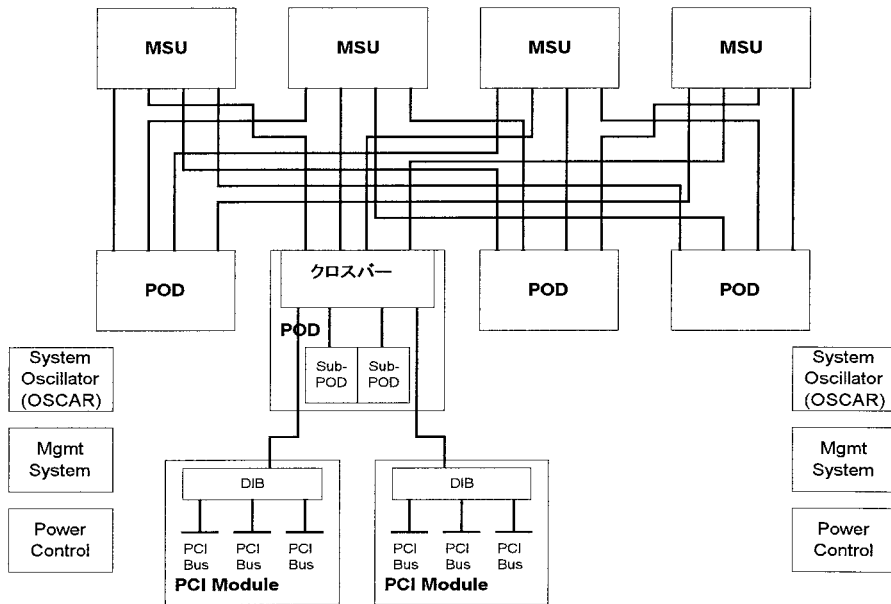 MSU
MSU
MSU
MSU
POD
クロスバー
POD
POD
POD
Sub-
POD
Sub-
POD
System
Oscillator
(OSCAR)
Mgmt
System
Power
Control
System
Oscillator
(OSCAR)
Mgmt
System
Power
Control
DIB
PCI
Bus
PCI
Bus
PCI
Bus
PCI Module
DIB
PCI
Bus
PCI
Bus
PCI
Bus
PCI Module